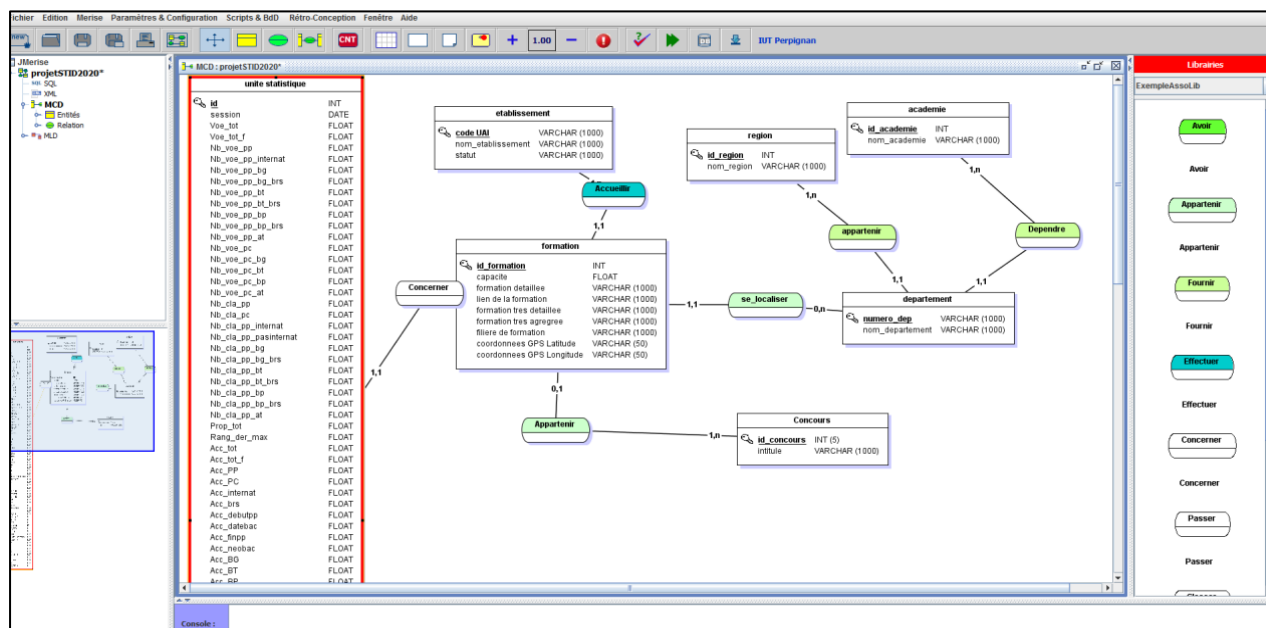 ichier Edition Merise Paramètres & Configuration Scripts & BdD Rétro-Conception Fenêtre Aide
new CNT + 1.00 − IUT Perpignan
JMerise
projetSTID2020*
SQL SQL
XML
MCD
Entités
Relation
MLD
MCD : projetSTID2020*
unite statistique
id INT
session DATE
Voe_tot FLOAT
Voe_tot_f FLOAT
Nb_voe_pp FLOAT
Nb_voe_pp_internat FLOAT
Nb_voe_pp_bg FLOAT
Nb_voe_pp_bg_brs FLOAT
Nb_voe_pp_bt FLOAT
Nb_voe_pp_bt_brs FLOAT
Nb_voe_pp_bp FLOAT
Nb_voe_pp_bp_brs FLOAT
Nb_voe_pp_at FLOAT
Nb_voe_pc FLOAT
Nb_voe_pc_bg FLOAT
Nb_voe_pc_bt FLOAT
Nb_voe_pc_bp FLOAT
Nb_voe_pc_at FLOAT
Nb_cla_pp FLOAT
Nb_cla_pc FLOAT
Nb_cla_pp_internat FLOAT
Nb_cla_pp_pasinternat FLOAT
Nb_cla_pp_bg FLOAT
Nb_cla_pp_bg_brs FLOAT
Nb_cla_pp_bt FLOAT
Nb_cla_pp_bt_brs FLOAT
Nb_cla_pp_bp FLOAT
Nb_cla_pp_bp_brs FLOAT
Nb_cla_pp_at FLOAT
Prop_tot FLOAT
Rang_der_max FLOAT
Acc_tot FLOAT
Acc_tot_f FLOAT
Acc_PP FLOAT
Acc_PC FLOAT
Acc_internat FLOAT
Acc_brs FLOAT
Acc_debutpp FLOAT
Acc_datebac FLOAT
Acc_finpp FLOAT
Acc_neobac FLOAT
Acc_BG FLOAT
Acc_BT FLOAT
Acc_BP FLOAT
etablissement
code UAI VARCHAR (1000)
nom_etablissement VARCHAR (1000)
statut VARCHAR (1000)
Accueillir
1,1
formation
id_formation INT
capacite FLOAT
formation detaillee VARCHAR (1000)
lien de la formation VARCHAR (1000)
formation tres detaillee VARCHAR (1000)
formation tres agregree VARCHAR (1000)
filiere de formation VARCHAR (1000)
coordonnees GPS Latitude VARCHAR (50)
coordonnees GPS Longitude VARCHAR (50)
Concerner
1,1
0,1
Appartenir
1,n
Concours
id_concours INT (5)
intitule VARCHAR (1000)
1,1
se_localiser
0,n
region
id_region INT
nom_region VARCHAR (1000)
1,n
appartenir
1,1
academie
id_academie INT
nom_academie VARCHAR (1000)
1,n
Dependre
1,1
departement
numero_dep VARCHAR (1000)
nom_departement VARCHAR (1000)
Librairies
ExempleAssoLib
Avoir
Avoir
Appartenir
Appartenir
Fournir
Fournir
Effectuer
Effectuer
Concerner
Concerner
Passer
Passer
Console :